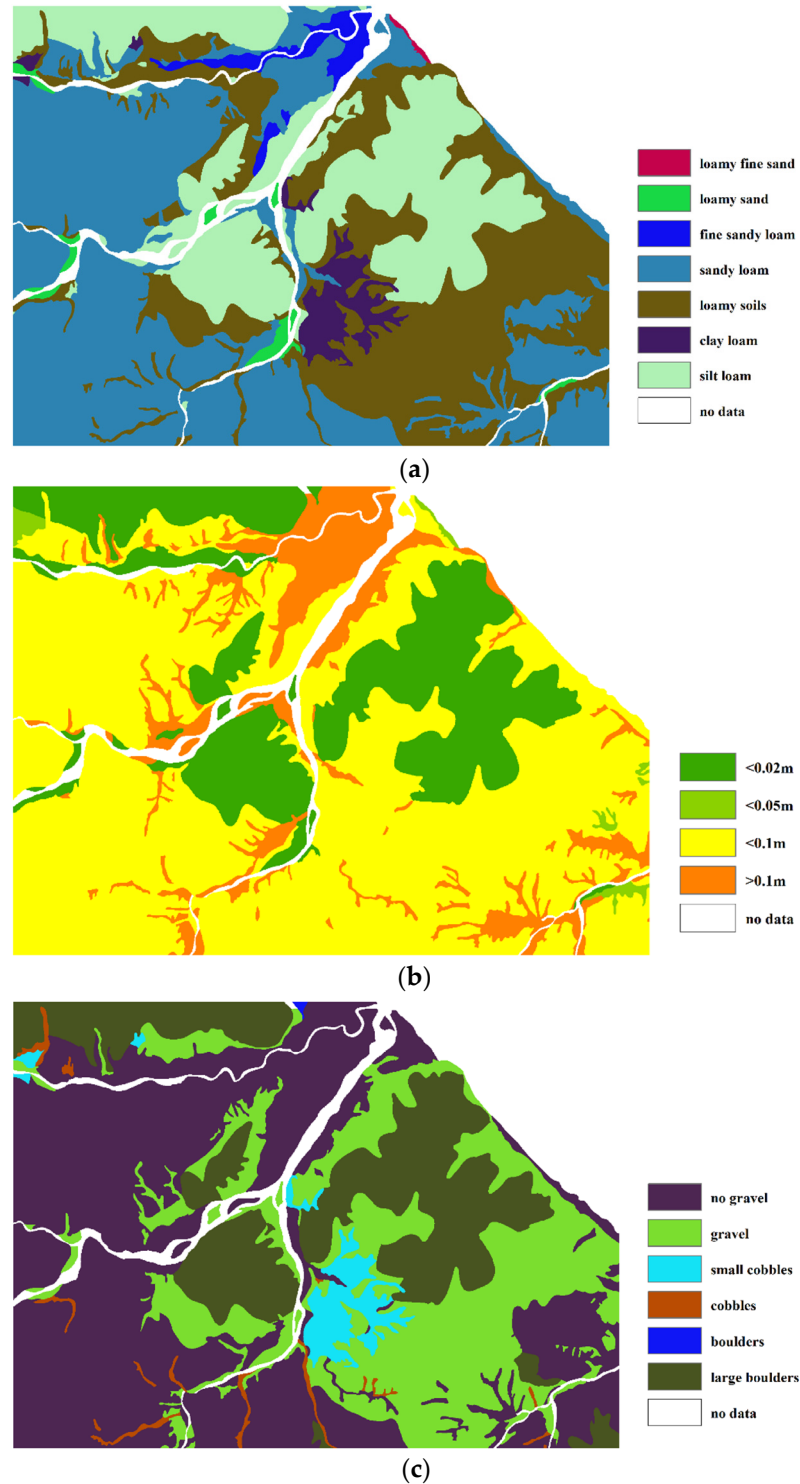 loamy fine sand
loamy sand
fine sandy loam
sandy loam
loamy soils
clay loam
silt loam
no data
(a)
<0.02m
<0.05m
<0.1m
>0.1m
no data
(b)
no gravel
gravel
small cobbles
cobbles
boulders
large boulders
no data
(c)